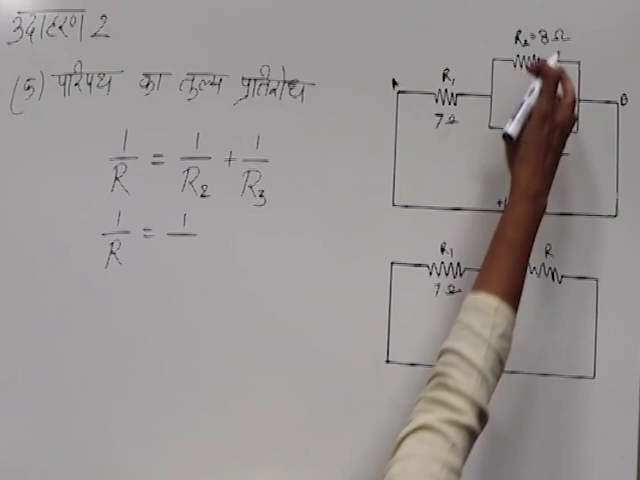 उदाहरण 2
(क) परिपथ का तुल्य प्रतिरोध
1/R = 1/R₂ + 1/R₃
1/R = 1
R₂ = 8 Ω
A R₁ B
7 Ω
+
R₁ R
7 Ω